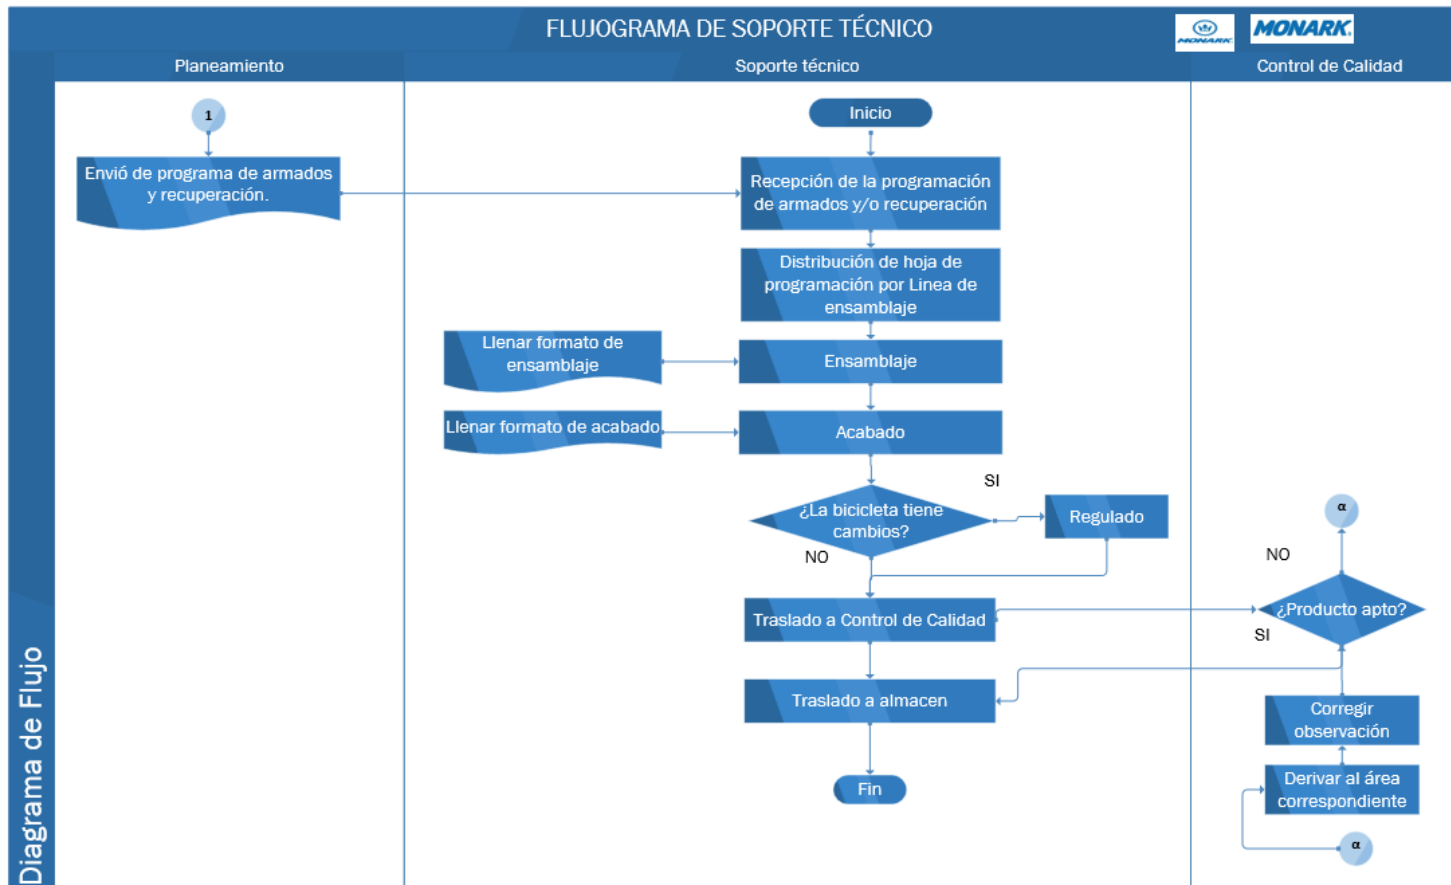 FLUJOGRAMA DE SOPORTE TÉCNICO
MONARK
MONARK
Planeamiento
Soporte técnico
Control de Calidad
1
Inicio
Envió de programa de armados
y recuperación.
Recepción de la programación
de armados y/o recuperación
Distribución de hoja de
programación por Linea de
ensamblaje
Llenar formato de
ensamblaje
Ensamblaje
Llenar formato de acabado
Acabado
SI
¿La bicicleta tiene
cambios?
Regulado
NO
α
NO
Traslado a Control de Calidad
¿Producto apto?
SI
Traslado a almacen
Corregir
observación
Fin
Derivar al área
correspondiente
α
Diagrama de Flujo